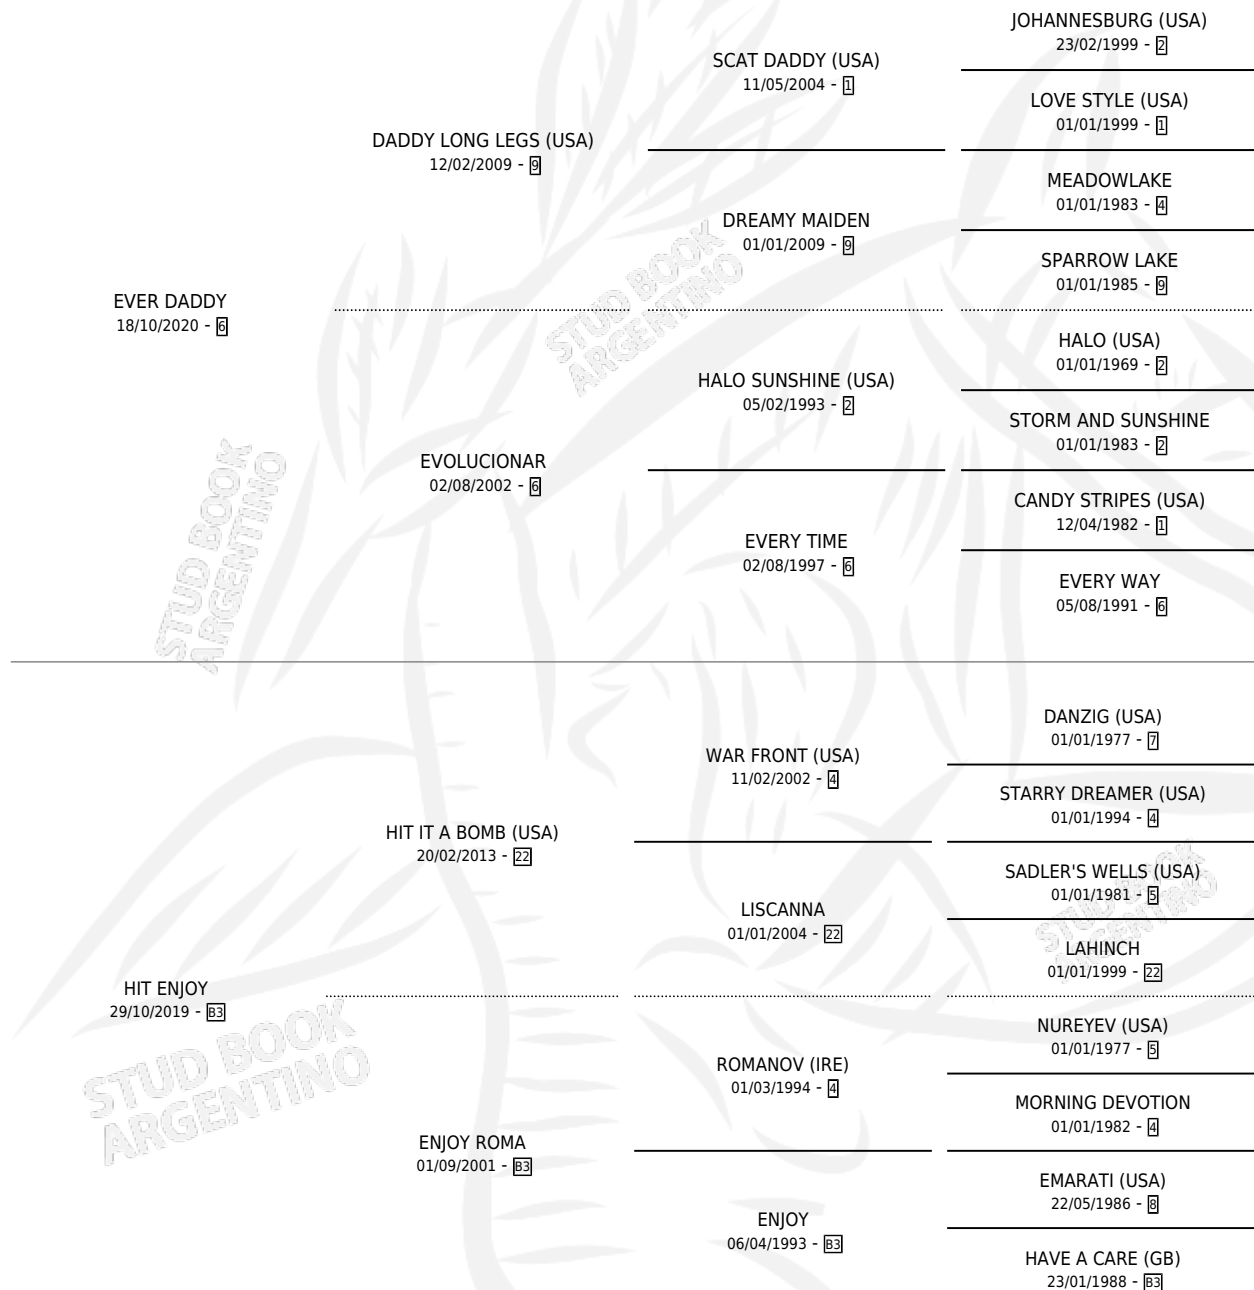 JOHANNESBURG (USA)
23/02/1999 - 2
SCAT DADDY (USA)
11/05/2004 - 1
LOVE STYLE (USA)
01/01/1999 - 1
DADDY LONG LEGS (USA)
12/02/2009 - 9
MEADOWLAKE
01/01/1983 - 4
DREAMY MAIDEN
01/01/2009 - 9
SPARROW LAKE
01/01/1985 - 9
EVER DADDY
18/10/2020 - 6
HALO (USA)
01/01/1969 - 2
HALO SUNSHINE (USA)
05/02/1993 - 2
STORM AND SUNSHINE
01/01/1983 - 2
EVOLUCIONAR
02/08/2002 - 6
CANDY STRIPES (USA)
12/04/1982 - 1
EVERY TIME
02/08/1997 - 6
EVERY WAY
05/08/1991 - 6
DANZIG (USA)
01/01/1977 - 7
WAR FRONT (USA)
11/02/2002 - 4
STARRY DREAMER (USA)
01/01/1994 - 4
HIT IT A BOMB (USA)
20/02/2013 - 22
SADLER'S WELLS (USA)
01/01/1981 - 5
LISCANNA
01/01/2004 - 22
LAHINCH
01/01/1999 - 22
HIT ENJOY
29/10/2019 - B3
NUREYEV (USA)
01/01/1977 - 5
ROMANOV (IRE)
01/03/1994 - 4
MORNING DEVOTION
01/01/1982 - 4
ENJOY ROMA
01/09/2001 - B3
EMARATI (USA)
22/05/1986 - 8
ENJOY
06/04/1993 - B3
HAVE A CARE (GB)
23/01/1988 - B3
STUD BOOK
ARGENTINO
STUD BOOK
ARGENTINO
STUD BOOK
ARGENTINO
STUD BOOK
ARGENTINO